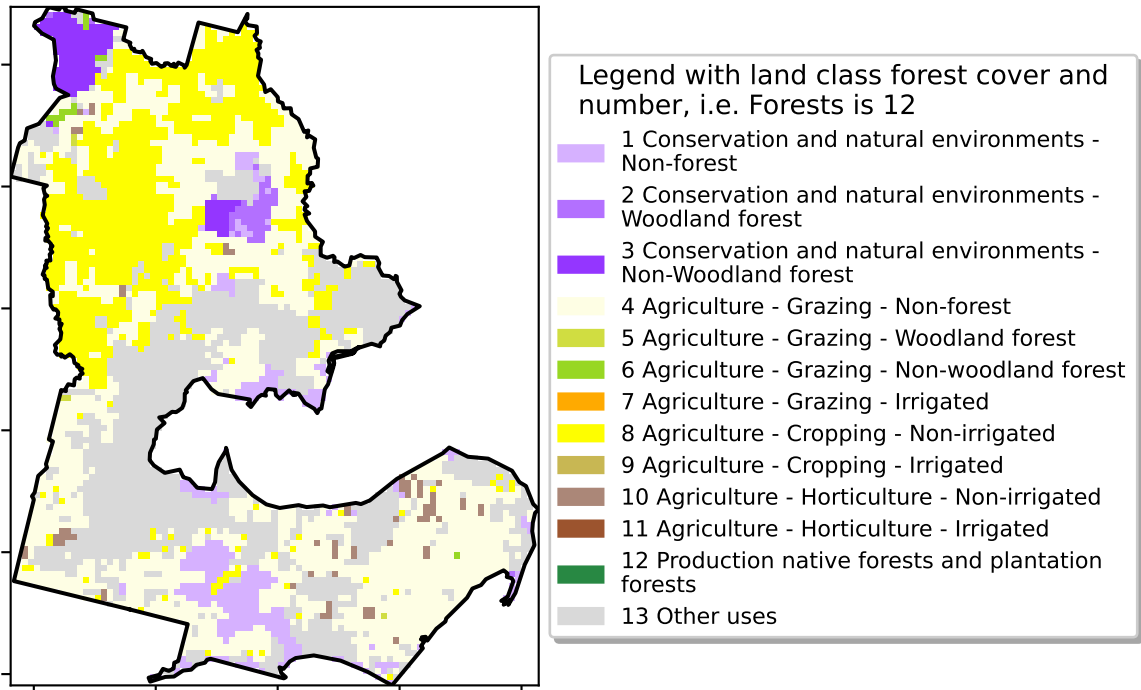 Legend with land class forest cover and
number, i.e. Forests is 12
1 Conservation and natural environments -
Non-forest
2 Conservation and natural environments -
Woodland forest
3 Conservation and natural environments -
Non-Woodland forest
4 Agriculture - Grazing - Non-forest
5 Agriculture - Grazing - Woodland forest
6 Agriculture - Grazing - Non-woodland forest
7 Agriculture - Grazing - Irrigated
8 Agriculture - Cropping - Non-irrigated
9 Agriculture - Cropping - Irrigated
10 Agriculture - Horticulture - Non-irrigated
11 Agriculture - Horticulture - Irrigated
12 Production native forests and plantation
forests
13 Other uses